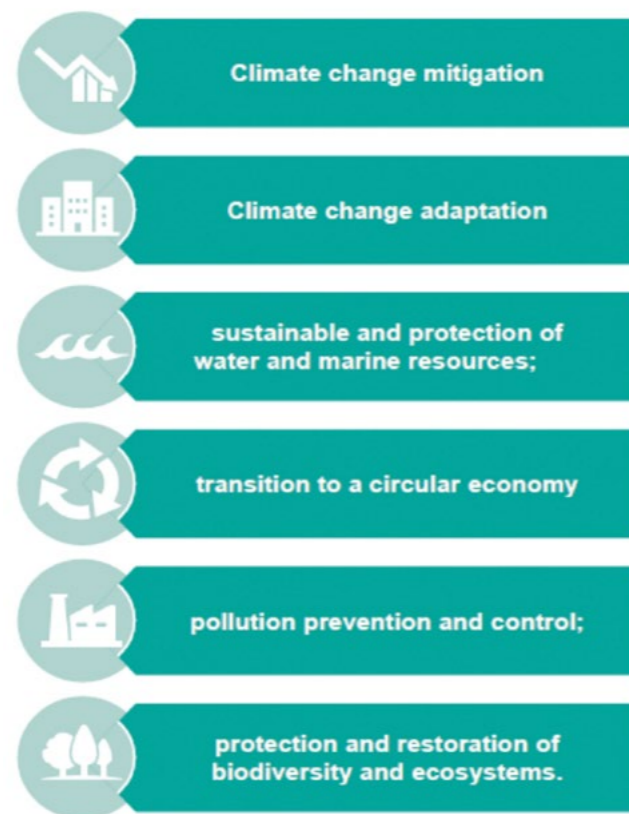 Climate change mitigation
Climate change adaptation
sustainable and protection of
water and marine resources;
transition to a circular economy
pollution prevention and control;
protection and restoration of
biodiversity and ecosystems.